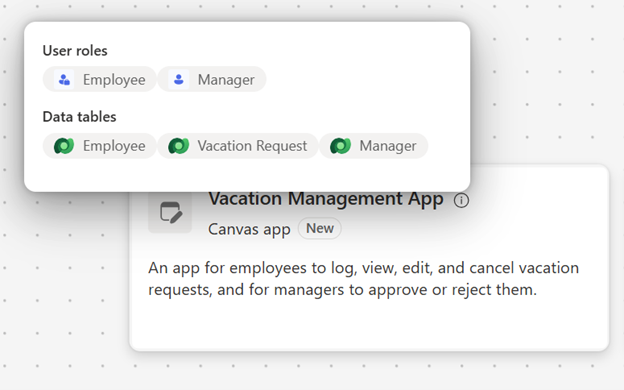 User roles
Employee Manager
Data tables
Employee Vacation Request Manager
Vacation Management App
Canvas app New
An app for employees to log, view, edit, and cancel vacation
requests, and for managers to approve or reject them.